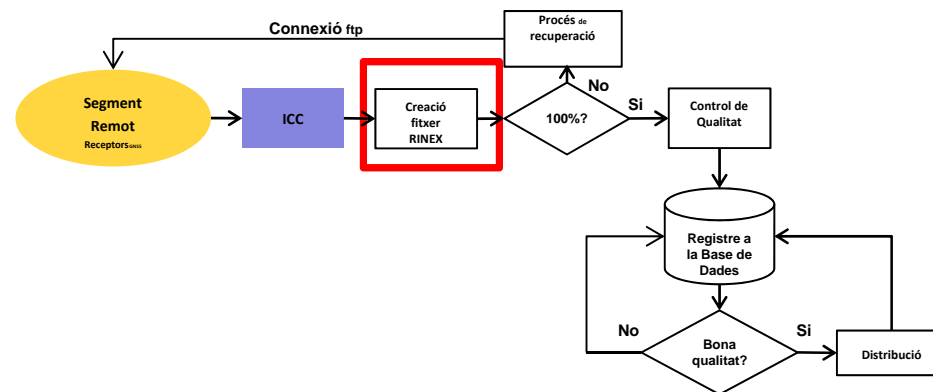 Connexió ftp
Procés de
recuperació
Segment
Remot
Receptors GNSS
ICC
Creació
fitxer
RINEX
100%?
No
Si
Control de
Qualitat
Registre a
la Base de
Dades
No
Bona
qualitat?
Si
Distribució